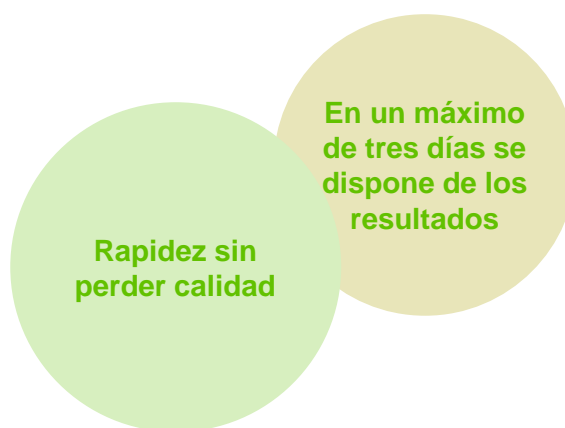 En un máximo
de tres días se
dispone de los
resultados
Rapidez sin
perder calidad